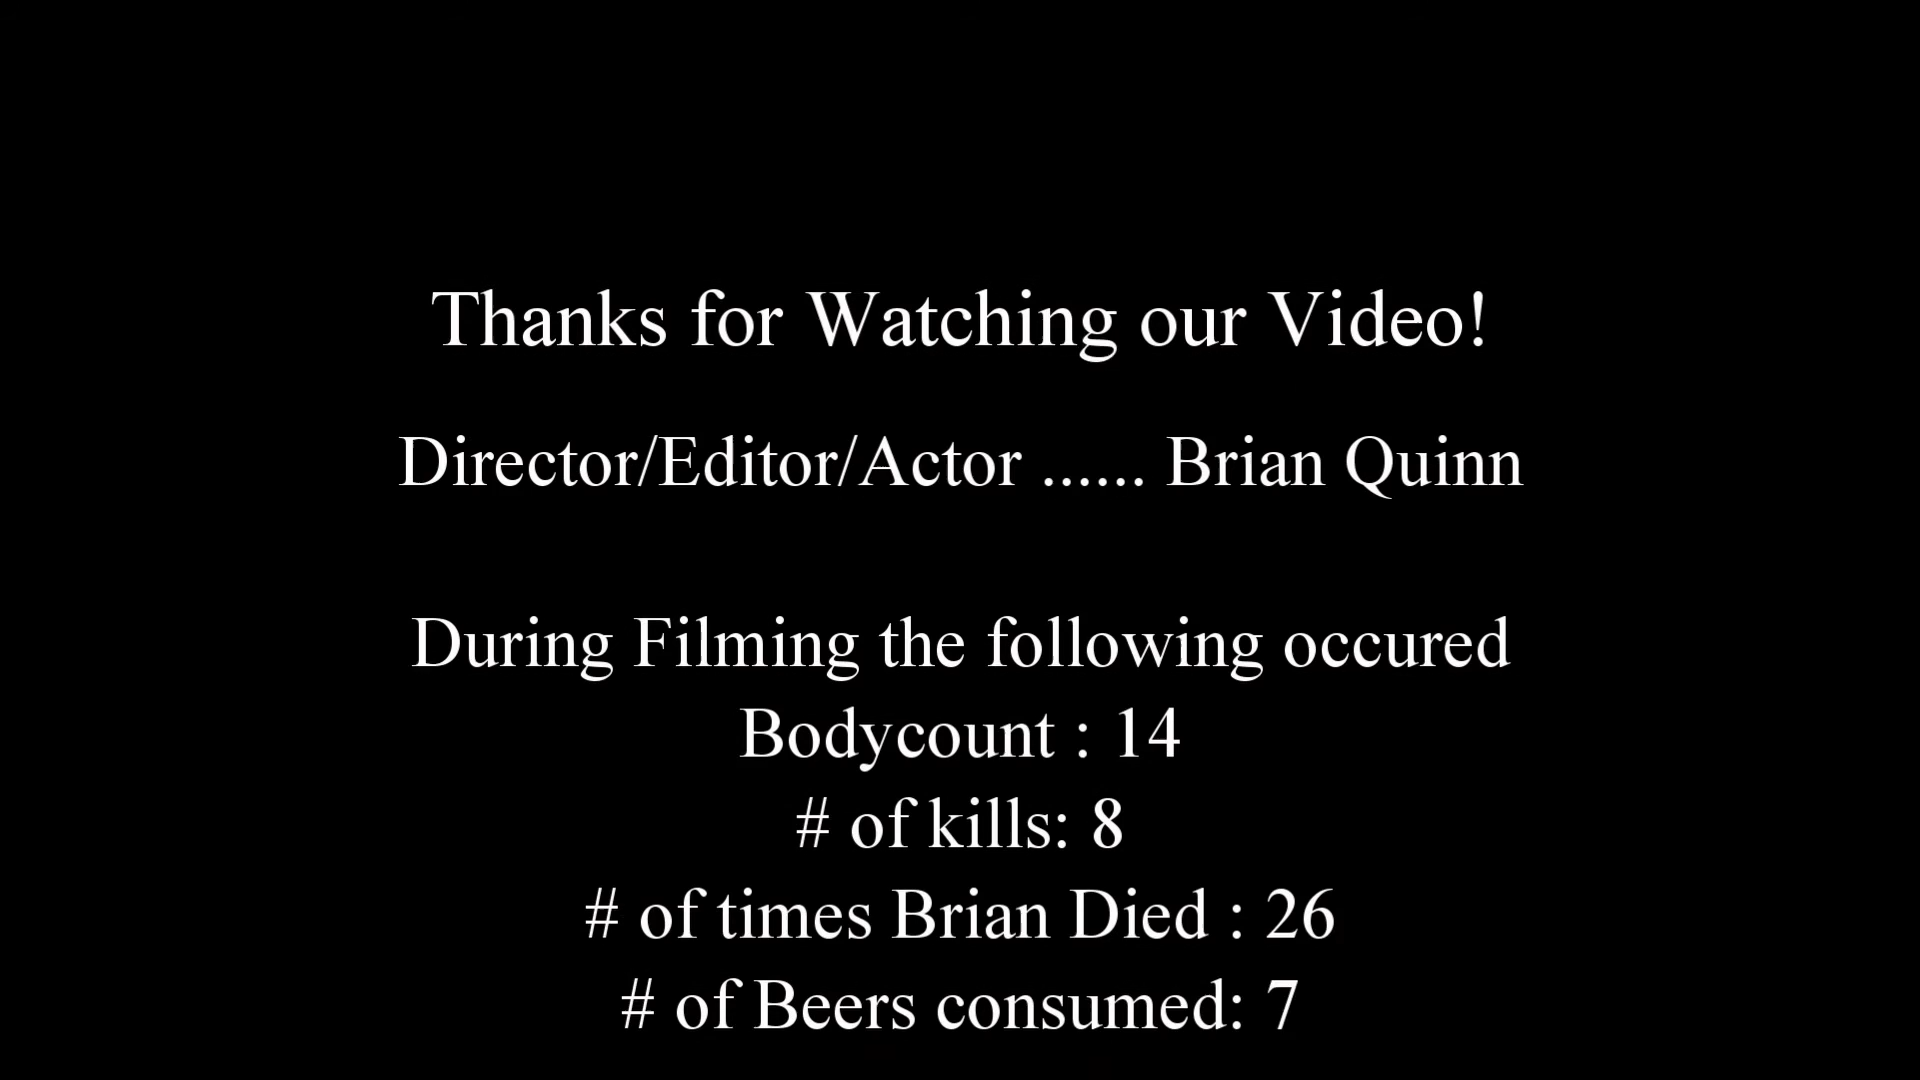 Thanks for Watching our Video!
Director/Editor/Actor ...... Brian Quinn
During Filming the following occured
Bodycount : 14
# of kills: 8
# of times Brian Died : 26
# of Beers consumed: 7